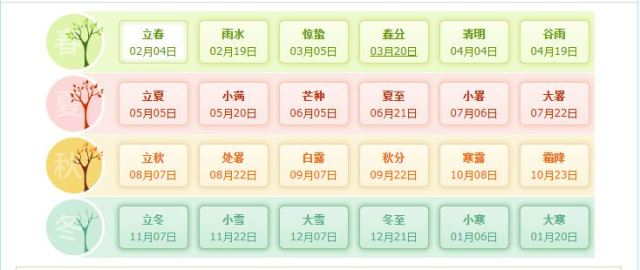 春
立春 雨水 惊蛰 春分 清明 谷雨
02月04日 02月19日 03月05日 03月20日 04月04日 04月19日
夏
立夏 小满 芒种 夏至 小署 大署
05月05日 05月20日 06月05日 06月21日 07月06日 07月22日
秋
立秋 处暑 白露 秋分 寒露 霜降
08月07日 08月22日 09月07日 09月22日 10月08日 10月23日
冬
立冬 小雪 大雪 冬至 小寒 大寒
11月07日 11月22日 12月07日 12月21日 01月06日 01月20日